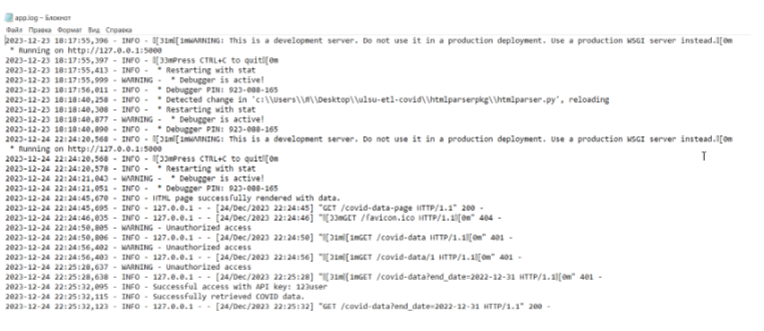 app.log – Блокнот
Файл Правка Формат Вид Справка
2023-12-23 18:17:55,396 - INFO - [31m[1mWARNING: This is a development server. Do not use it in a production deployment. Use a production WSGI server instead.[0m
 * Running on http://127.0.0.1:5000
2023-12-23 18:17:55,397 - INFO - [33mPress CTRL+C to quit[0m
2023-12-23 18:17:55,413 - INFO -  * Restarting with stat
2023-12-23 18:17:55,999 - WARNING -  * Debugger is active!
2023-12-23 18:17:56,011 - INFO -  * Debugger PIN: 923-088-165
2023-12-23 18:18:40,258 - INFO -  * Detected change in 'c:\\Users\\Я\\Desktop\\ulsu-etl-covid\\htmlparserpkg\\htmlparser.py', reloading
2023-12-23 18:18:40,308 - INFO -  * Restarting with stat
2023-12-23 18:18:40,877 - WARNING -  * Debugger is active!
2023-12-23 18:18:40,890 - INFO -  * Debugger PIN: 923-088-165
2023-12-24 22:24:20,568 - INFO - [31m[1mWARNING: This is a development server. Do not use it in a production deployment. Use a production WSGI server instead.[0m
 * Running on http://127.0.0.1:5000
2023-12-24 22:24:20,568 - INFO - [33mPress CTRL+C to quit[0m
2023-12-24 22:24:20,578 - INFO -  * Restarting with stat
2023-12-24 22:24:21,043 - WARNING -  * Debugger is active!
2023-12-24 22:24:21,051 - INFO -  * Debugger PIN: 923-088-165
2023-12-24 22:24:45,670 - INFO - HTML page successfully rendered with data.
2023-12-24 22:24:45,695 - INFO - 127.0.0.1 - - [24/Dec/2023 22:24:45] "GET /covid-data-page HTTP/1.1" 200 -
2023-12-24 22:24:46,035 - INFO - 127.0.0.1 - - [24/Dec/2023 22:24:46] "[33mGET /favicon.ico HTTP/1.1[0m" 404 -
2023-12-24 22:24:50,805 - WARNING - Unauthorized access
2023-12-24 22:24:50,806 - INFO - 127.0.0.1 - - [24/Dec/2023 22:24:50] "[31m[1mGET /covid-data HTTP/1.1[0m" 401 -
2023-12-24 22:24:56,402 - WARNING - Unauthorized access
2023-12-24 22:24:56,403 - INFO - 127.0.0.1 - - [24/Dec/2023 22:24:56] "[31m[1mGET /covid-data/1 HTTP/1.1[0m" 401 -
2023-12-24 22:25:28,637 - WARNING - Unauthorized access
2023-12-24 22:25:28,638 - INFO - 127.0.0.1 - - [24/Dec/2023 22:25:28] "[31m[1mGET /covid-data?end_date=2022-12-31 HTTP/1.1[0m" 401 -
2023-12-24 22:25:32,095 - INFO - Successful access with API key: 123user
2023-12-24 22:25:32,115 - INFO - Successfully retrieved COVID data.
2023-12-24 22:25:32,123 - INFO - 127.0.0.1 - - [24/Dec/2023 22:25:32] "GET /covid-data?end_date=2022-12-31 HTTP/1.1" 200 -